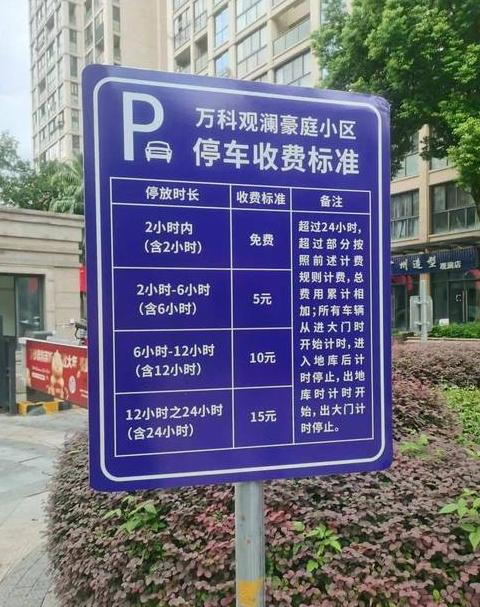 P
万科观澜豪庭小区
停车收费标准
停放时长 收费标准 备注
2小时内
（含2小时）
免费
2小时-6小时
（含6小时）
5元
6小时-12小时
（含12小时）
10元
12小时之24小时
（含24小时）
15元
超过24小时，
超过部分按
照前述计费
规则计费，总
费用累计相
加；所有车辆
从进大门时
开始计时，进
入地库后计
时停止，出地
库时计时开
始，出大门计
时停止。
州造型
观澜店